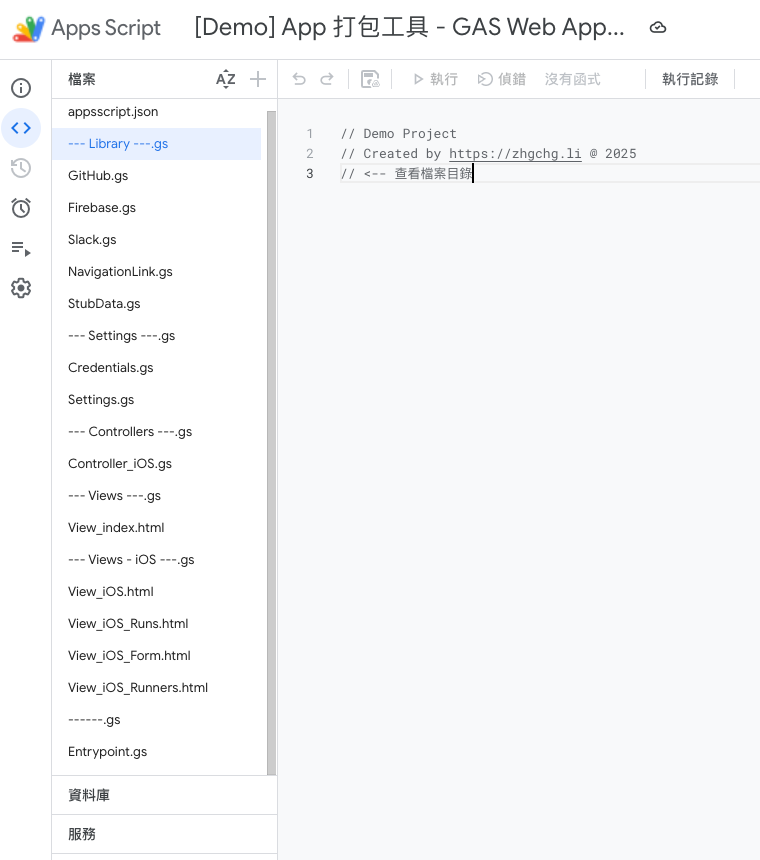 Apps Script
[Demo] App 打包工具 - GAS Web App...
檔案
AZ
執行
偵錯
沒有函式
執行記錄
appsscript.json
--- Library ---.gs
GitHub.gs
Firebase.gs
Slack.gs
NavigationLink.gs
StubData.gs
--- Settings ---.gs
Credentials.gs
Settings.gs
--- Controllers ---.gs
Controller_iOS.gs
--- Views ---.gs
View_index.html
--- Views - iOS ---.gs
View_iOS.html
View_iOS_Runs.html
View_iOS_Form.html
View_iOS_Runners.html
------.gs
Entrypoint.gs
資料庫
服務
1 // Demo Project
2 // Created by https://zhgchg.li @ 2025
3 // <-- 查看檔案目錄